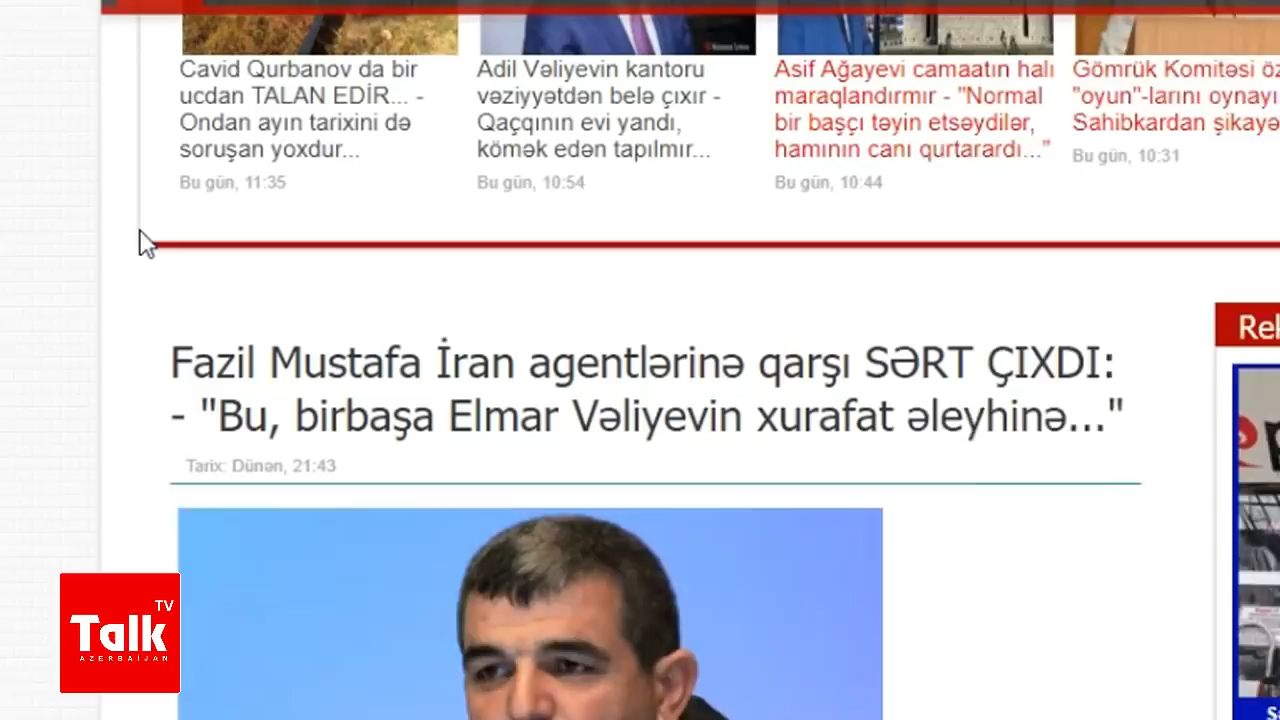 Cavid Qurbanov da bir
ucdan TALAN EDİR... -
Ondan ayın tarixini də
soruşan yoxdur...
Bu gün, 11:35
Adil Vəliyevin kantoru
vəziyyətdən belə çıxır -
Qaçqının evi yandı,
kömək edən tapılmır...
Bu gün, 10:54
Asif Ağayevi camaatın halı
maraqlandırmır - "Normal
bir başçı təyin etsəydilər,
hamının canı qurtarardı..."
Bu gün, 10:44
Gömrük Komitəsi öz
"oyun"-larını oynayı
Sahibkardan şikayə
Bu gün, 10:31
Fazil Mustafa İran agentlərinə qarşı SƏRT ÇIXDI:
- "Bu, birbaşa Elmar Vəliyevin xurafat əleyhinə..."
Tarix: Dünən, 21:43
Rel
TV
Talk
AZERBAİJAN